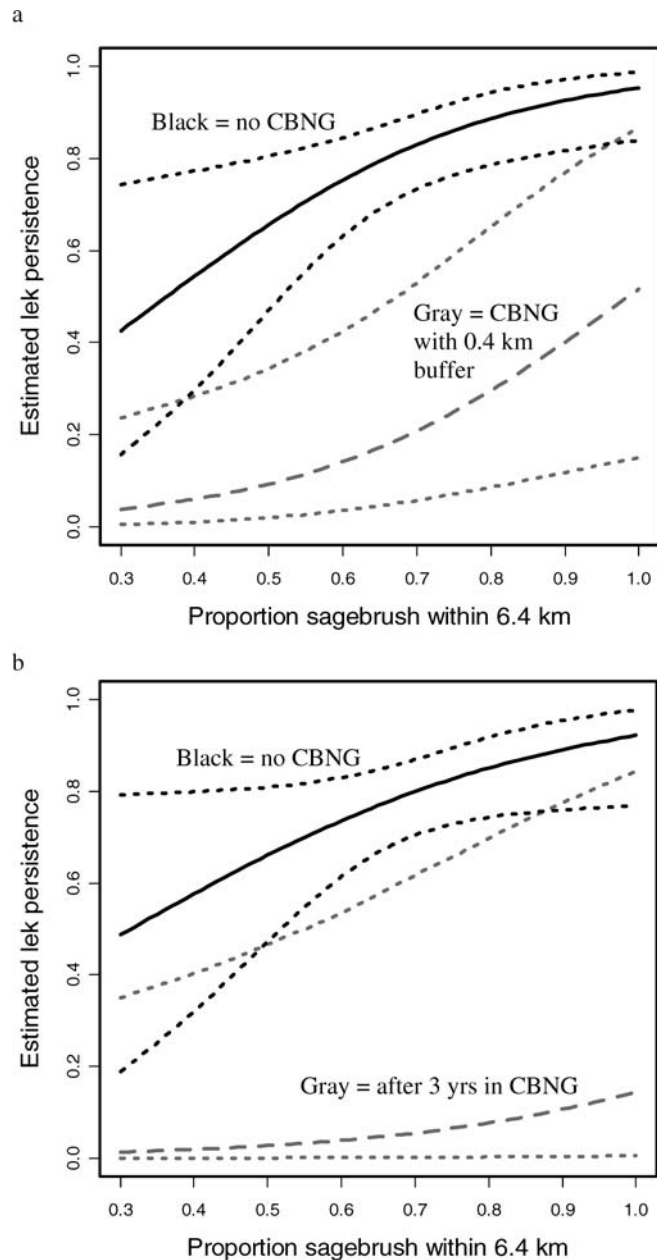 a
Estimated lek persistence
1.0
0.8
0.6
0.4
0.2
0.0
Black = no CBNG
Gray = CBNG
with 0.4 km
buffer
0.3 0.4 0.5 0.6 0.7 0.8 0.9 1.0
Proportion sagebrush within 6.4 km
b
Estimated lek persistence
1.0
0.8
0.6
0.4
0.2
0.0
Black = no CBNG
Gray = after 3 yrs in CBNG
0.3 0.4 0.5 0.6 0.7 0.8 0.9 1.0
Proportion sagebrush within 6.4 km